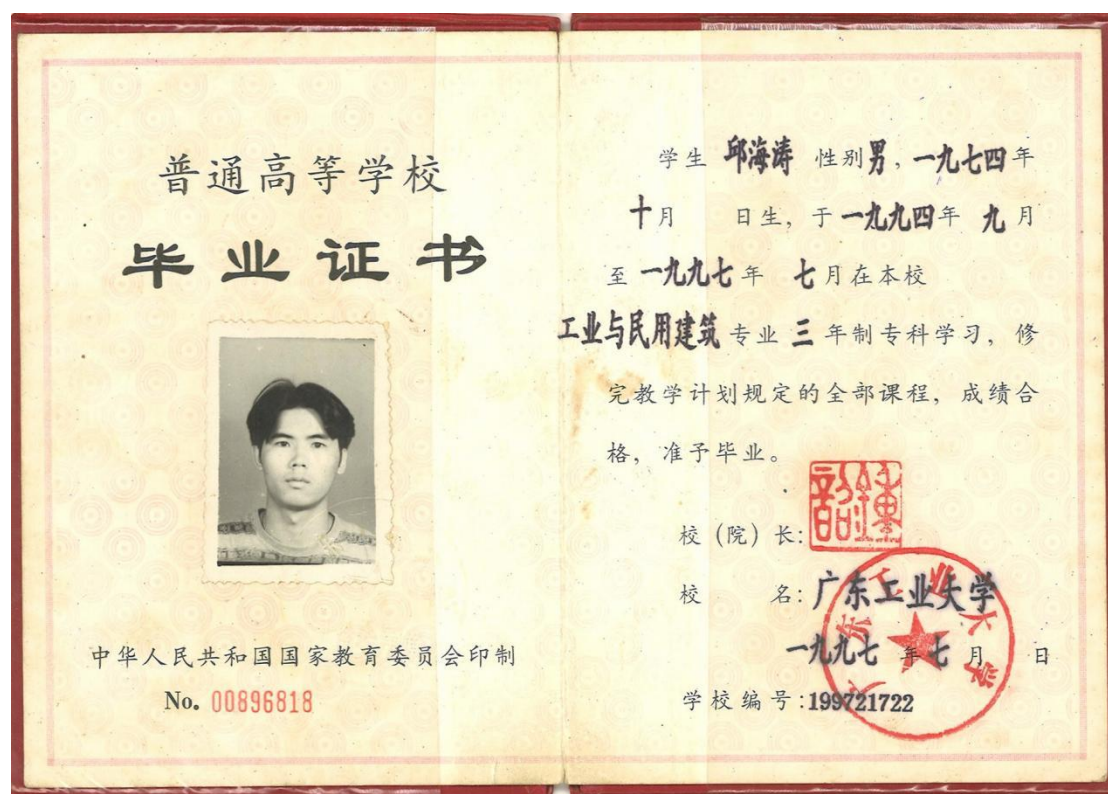 普通高等学校
毕业证书
中华人民共和国国家教育委员会印制
No. 00896818
学生 邱海涛 性别男,一九七四年
十月 日生,于一九九四年 九月
至一九九七年 七月在本校
工业与民用建筑专业 三 年制专科学习,修
完教学计划规定的全部课程,成绩合
格,准予毕业。
校(院)长:
校 名:广东工业大学
一九九七 年七 月 日
学校编号:199721722
广东工业大学